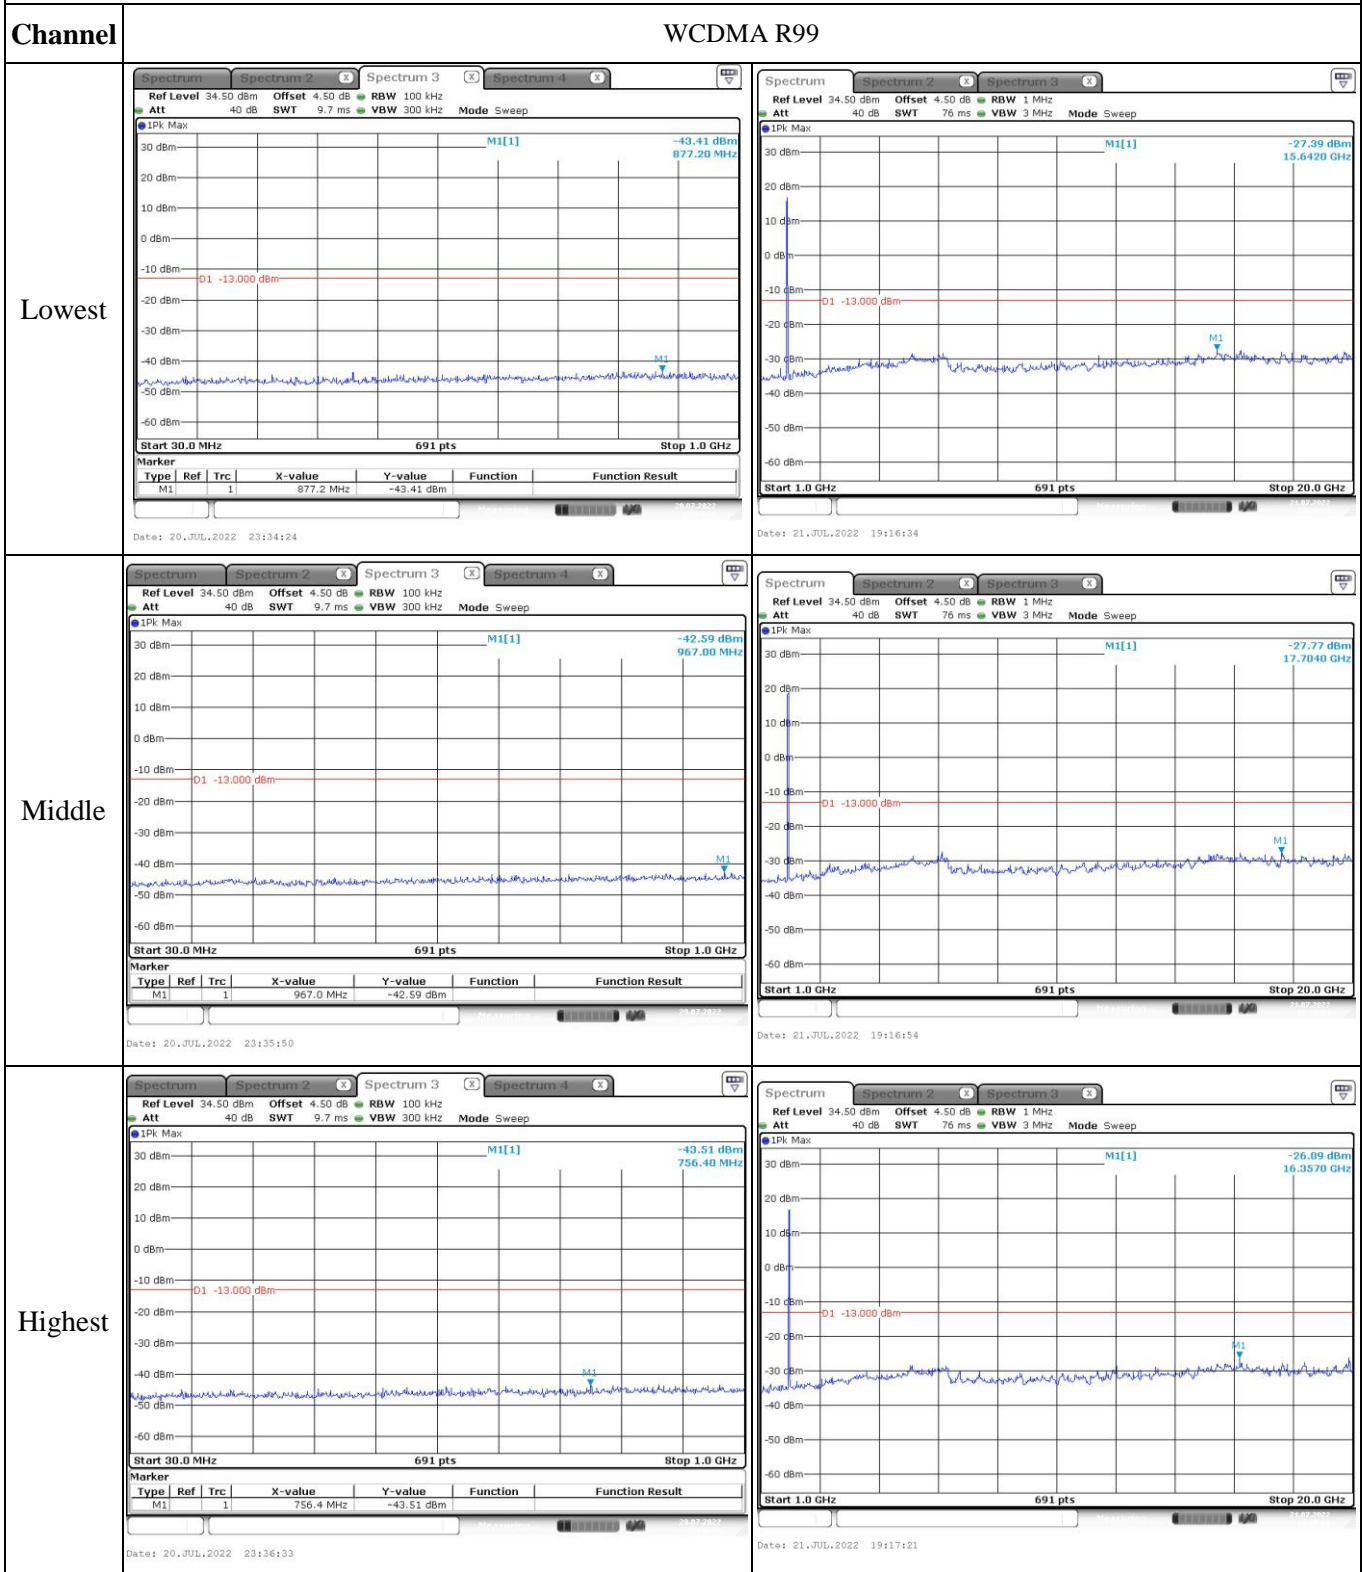 Channel
WCDMA R99
Lowest
Spectrum Spectrum 2 X Spectrum 3 X Spectrum 4 X
Ref Level 34.50 dBm Offset 4.50 dB RBW 100 kHz
Att 40 dB SWT 9.7 ms VBW 300 kHz Mode Sweep
1Pk Max
M1[1] -43.41 dBm
877.20 MHz
30 dBm
20 dBm
10 dBm
0 dBm
-10 dBm
D1 -13.000 dBm
-20 dBm
-30 dBm
-40 dBm
M1
-50 dBm
-60 dBm
Start 30.0 MHz 691 pts Stop 1.0 GHz
Marker
Type Ref Trc X-value Y-value Function Function Result
M1 1 877.2 MHz -43.41 dBm
20.07.2022
Date: 20.JUL.2022 23:34:24
Spectrum Spectrum 2 X Spectrum 3 X
Ref Level 34.50 dBm Offset 4.50 dB RBW 1 MHz
Att 40 dB SWT 76 ms VBW 3 MHz Mode Sweep
1Pk Max
M1[1] -27.39 dBm
15.6420 GHz
30 dBm
20 dBm
10 dBm
0 dBm
-10 dBm
D1 -13.000 dBm
-20 dBm
M1
-30 dBm
-40 dBm
-50 dBm
-60 dBm
Start 1.0 GHz 691 pts Stop 20.0 GHz
21.07.2022
Date: 21.JUL.2022 19:16:34
Middle
Spectrum Spectrum 2 X Spectrum 3 X Spectrum 4 X
Ref Level 34.50 dBm Offset 4.50 dB RBW 100 kHz
Att 40 dB SWT 9.7 ms VBW 300 kHz Mode Sweep
1Pk Max
M1[1] -42.59 dBm
967.00 MHz
30 dBm
20 dBm
10 dBm
0 dBm
-10 dBm
D1 -13.000 dBm
-20 dBm
-30 dBm
-40 dBm
M1
-50 dBm
-60 dBm
Start 30.0 MHz 691 pts Stop 1.0 GHz
Marker
Type Ref Trc X-value Y-value Function Function Result
M1 1 967.0 MHz -42.59 dBm
Measuring... 20.07.2022
Date: 20.JUL.2022 23:35:50
Spectrum Spectrum 2 X Spectrum 3 X
Ref Level 34.50 dBm Offset 4.50 dB RBW 1 MHz
Att 40 dB SWT 76 ms VBW 3 MHz Mode Sweep
1Pk Max
M1[1] -27.77 dBm
17.7040 GHz
30 dBm
20 dBm
10 dBm
0 dBm
-10 dBm
D1 -13.000 dBm
-20 dBm
M1
-30 dBm
-40 dBm
-50 dBm
-60 dBm
Start 1.0 GHz 691 pts Stop 20.0 GHz
21.07.2022
Date: 21.JUL.2022 19:16:54
Highest
Spectrum Spectrum 2 X Spectrum 3 X Spectrum 4 X
Ref Level 34.50 dBm Offset 4.50 dB RBW 100 kHz
Att 40 dB SWT 9.7 ms VBW 300 kHz Mode Sweep
1Pk Max
M1[1] -43.51 dBm
756.40 MHz
30 dBm
20 dBm
10 dBm
0 dBm
-10 dBm
D1 -13.000 dBm
-20 dBm
-30 dBm
-40 dBm
M1
-50 dBm
-60 dBm
Start 30.0 MHz 691 pts Stop 1.0 GHz
Marker
Type Ref Trc X-value Y-value Function Function Result
M1 1 756.4 MHz -43.51 dBm
20.07.2022
Date: 20.JUL.2022 23:36:33
Spectrum Spectrum 2 X Spectrum 3 X
Ref Level 34.50 dBm Offset 4.50 dB RBW 1 MHz
Att 40 dB SWT 76 ms VBW 3 MHz Mode Sweep
1Pk Max
M1[1] -26.09 dBm
16.3570 GHz
30 dBm
20 dBm
10 dBm
0 dBm
-10 dBm
D1 -13.000 dBm
-20 dBm
M1
-30 dBm
-40 dBm
-50 dBm
-60 dBm
Start 1.0 GHz 691 pts Stop 20.0 GHz
21.07.2022
Date: 21.JUL.2022 19:17:21